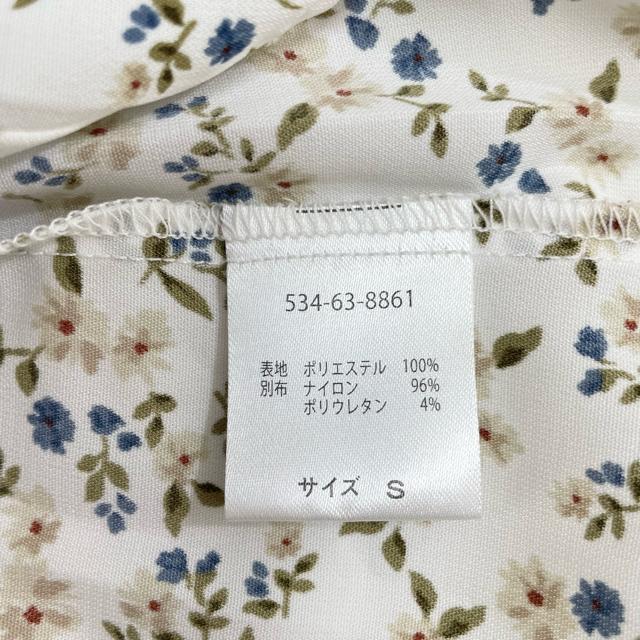 534-63-8861
表地 ポリエステル 100%
別布 ナイロン 96%
ポリウレタン 4%
サイズ S